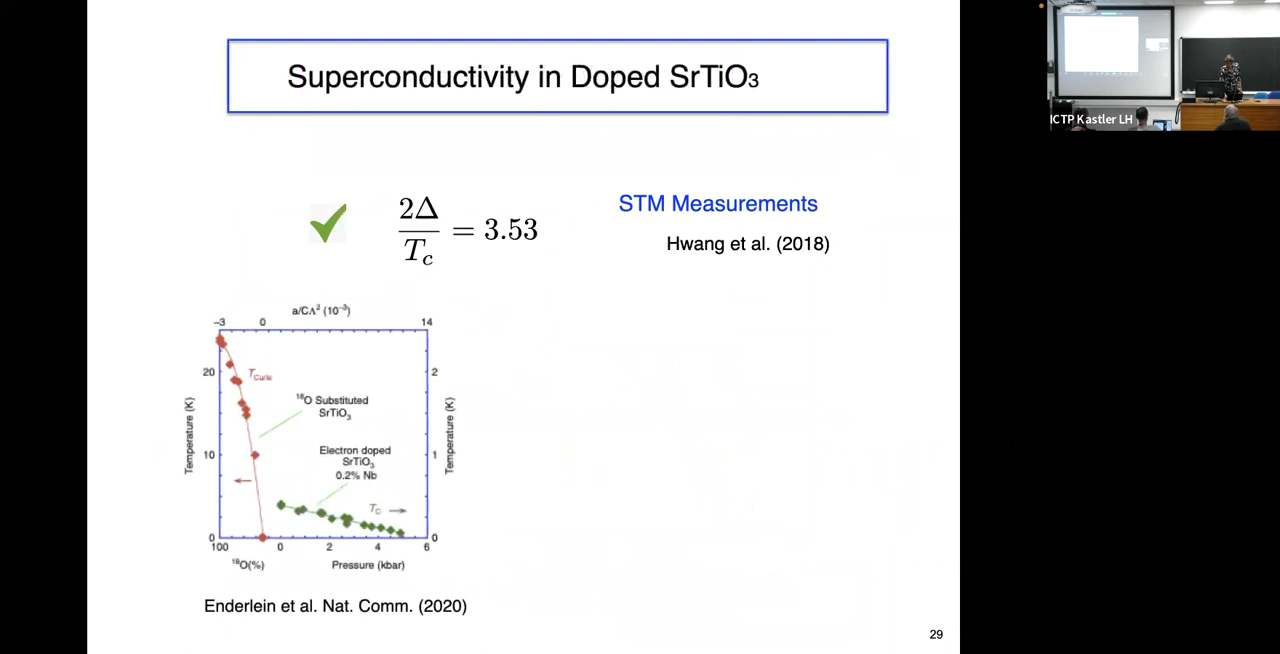 Superconductivity in Doped SrTiO3
2Δ
Tc
= 3.53
STM Measurements
Hwang et al. (2018)
a/CΛ² (10⁻³)
−3 0 14
20 2
10 1
0 0
Temperature (K)
Temperature (K)
TCurie
¹⁸O Substituted
SrTiO₃
Electron doped
SrTiO₃
0.2% Nb
100 0 2 4 6
¹⁸O(%) Pressure (kbar)
Enderlein et al. Nat. Comm. (2020)
29
ICTP Kastler LH